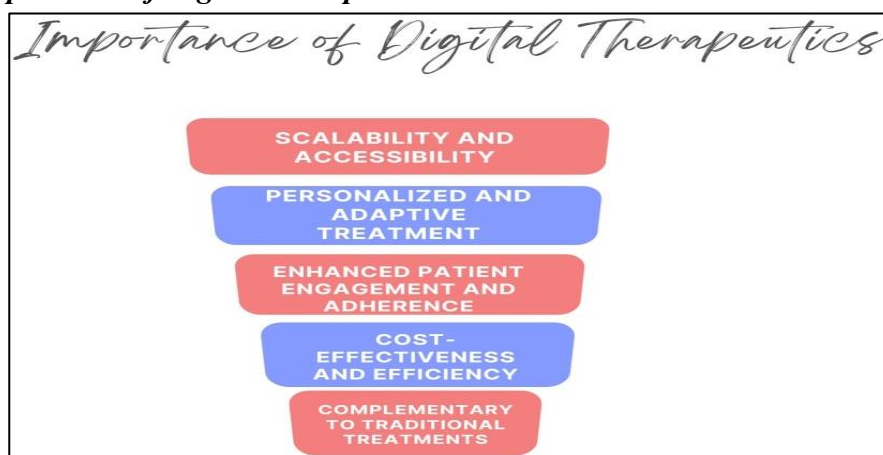 Importance of Digital Therapeutics
SCALABILITY AND
ACCESSIBILITY
PERSONALIZED AND
ADAPTIVE
TREATMENT
ENHANCED PATIENT
ENGAGEMENT AND
ADHERENCE
COST-
EFFECTIVENESS
AND EFFICIENCY
COMPLEMENTARY
TO TRADITIONAL
TREATMENTS